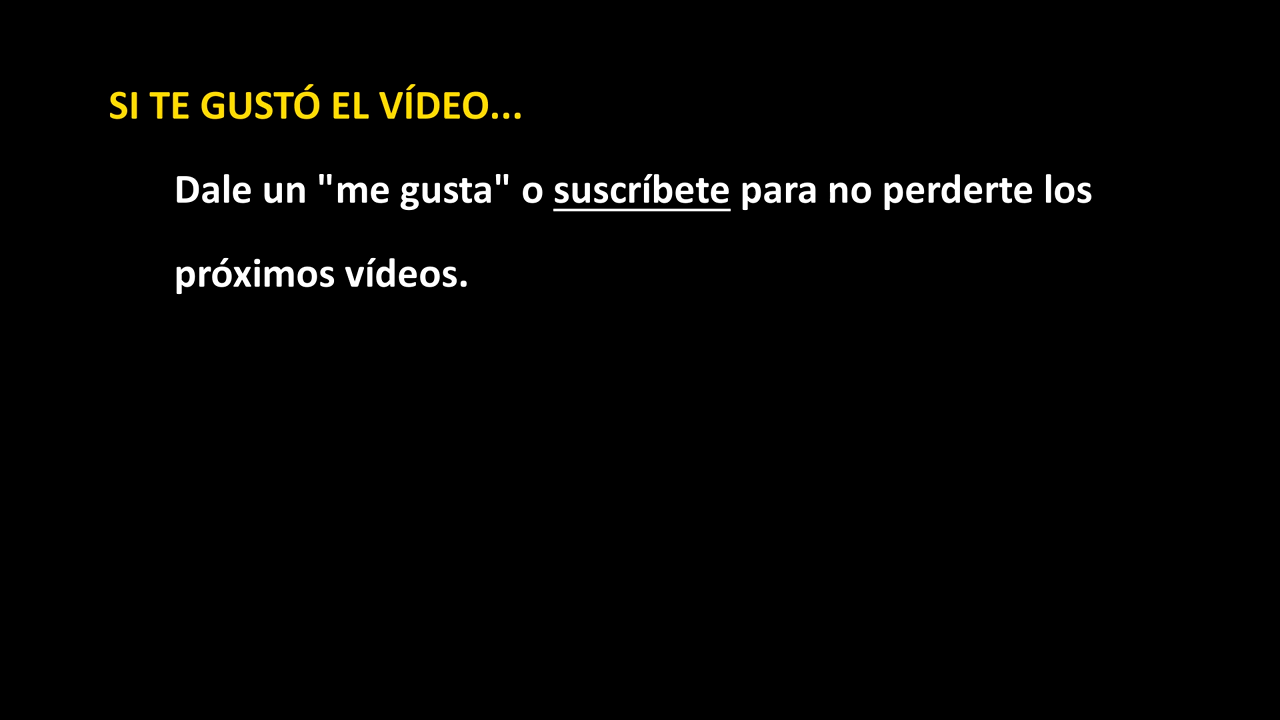 SI TE GUSTÓ EL VÍDEO...
Dale un "me gusta" o suscríbete para no perderte los
próximos vídeos.